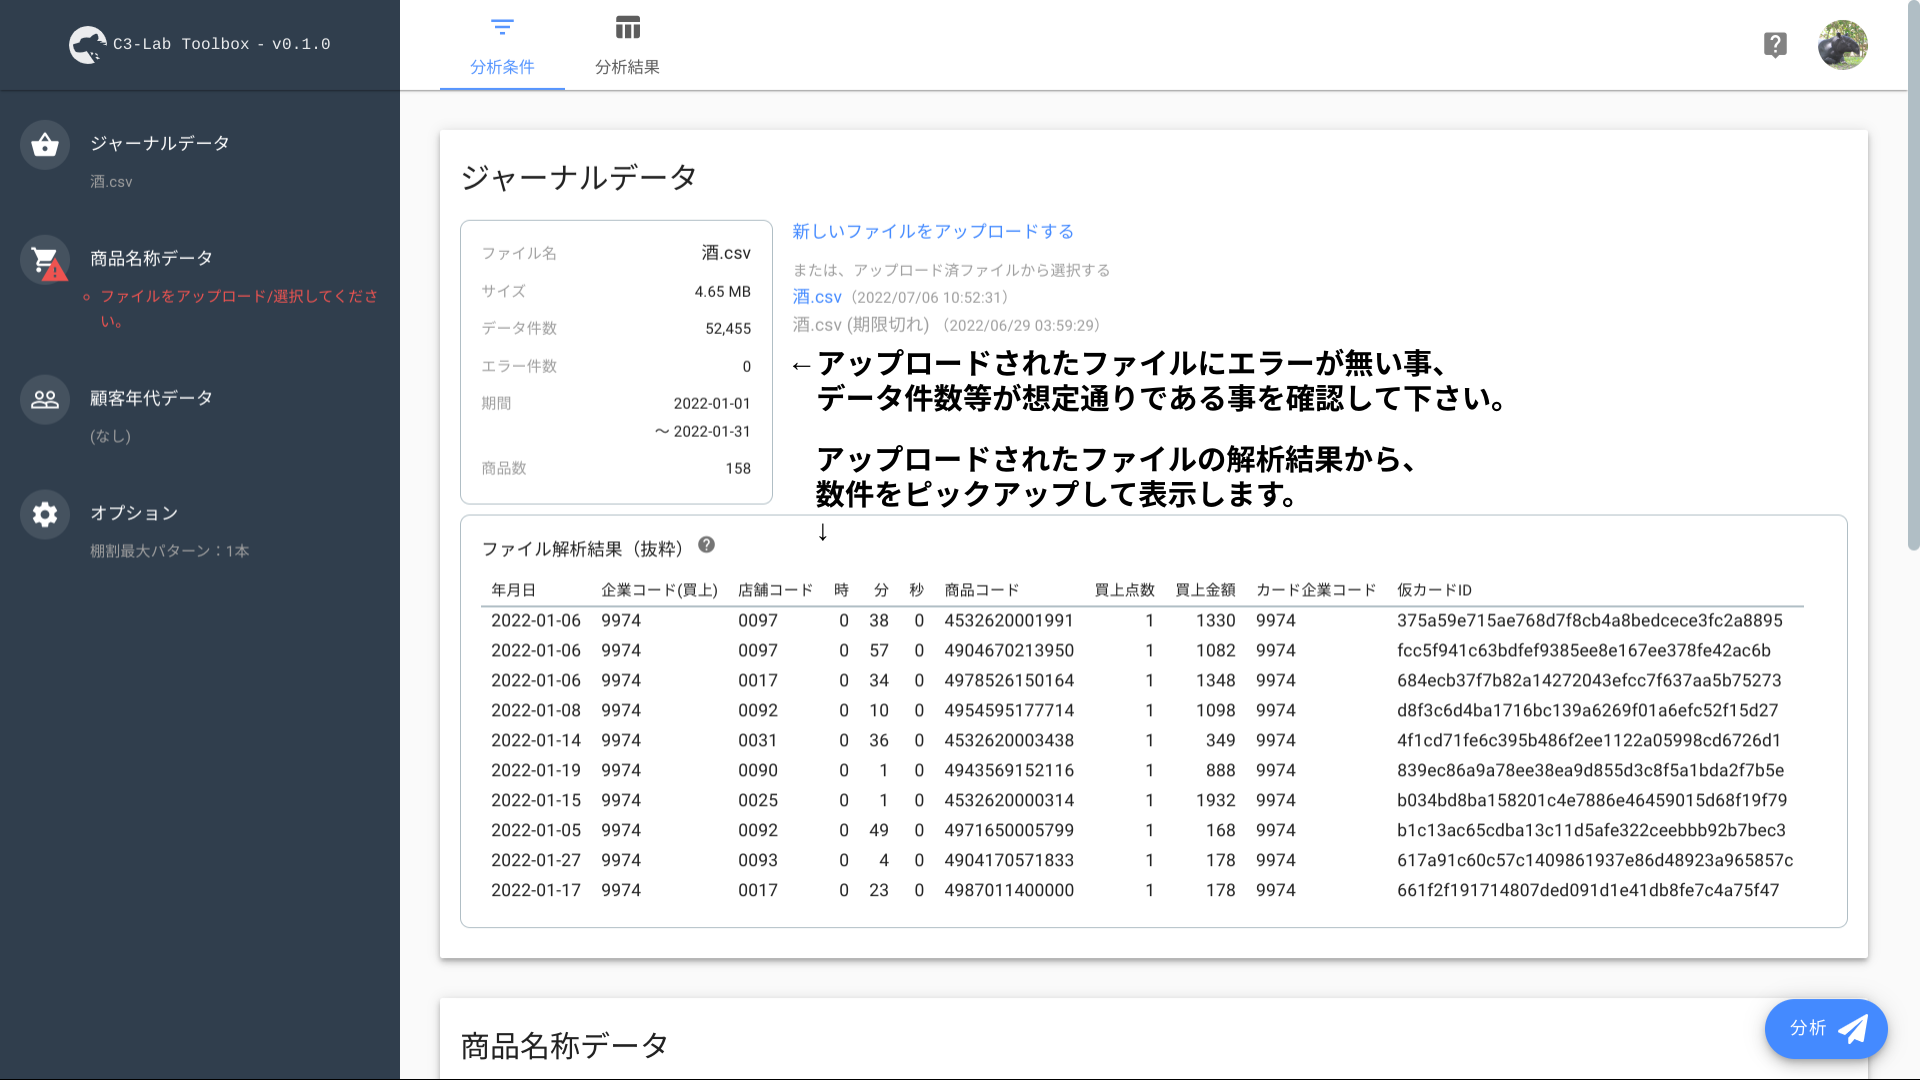 C3-Lab Toolbox - v0.1.0
分析条件
分析結果
ジャーナルデータ
酒.csv
商品名称データ
ファイルをアップロード/選択してくださ
い。
顧客年代データ
(なし)
オプション
棚割最大パターン：1本
ジャーナルデータ
ファイル名 酒.csv
サイズ 4.65 MB
データ件数 52,455
エラー件数 0
期間 2022-01-01
～ 2022-01-31
商品数 158
新しいファイルをアップロードする
または、アップロード済ファイルから選択する
酒.csv（2022/07/06 10:52:31）
酒.csv (期限切れ) （2022/06/29 03:59:29）
←アップロードされたファイルにエラーが無い事、
データ件数等が想定通りである事を確認して下さい。
アップロードされたファイルの解析結果から、
数件をピックアップして表示します。
↓
ファイル解析結果（抜粋）
年月日 企業コード(買上) 店舗コード 時 分 秒 商品コード 買上点数 買上金額 カード企業コード 仮カードID
2022-01-06 9974 0097 0 38 0 4532620001991 1 1330 9974 375a59e715ae768d7f8cb4a8bedcece3fc2a8895
2022-01-06 9974 0097 0 57 0 4904670213950 1 1082 9974 fcc5f941c63bdfef9385ee8e167ee378fe42ac6b
2022-01-06 9974 0017 0 34 0 4978526150164 1 1348 9974 684ecb37f7b82a14272043efcc7f637aa5b75273
2022-01-08 9974 0092 0 10 0 4954595177714 1 1098 9974 d8f3c6d4ba1716bc139a6269f01a6efc52f15d27
2022-01-14 9974 0031 0 36 0 4532620003438 1 349 9974 4f1cd71fe6c395b486f2ee1122a05998cd6726d1
2022-01-19 9974 0090 0 1 0 4943569152116 1 888 9974 839ec86a9a78ee38ea9d855d3c8f5a1bda2f7b5e
2022-01-15 9974 0025 0 1 0 4532620000314 1 1932 9974 b034bd8ba158201c4e7886e46459015d68f19f79
2022-01-05 9974 0092 0 49 0 4971650005799 1 168 9974 b1c13ac65cdba13c11d5afe322ceebbb92b7bec3
2022-01-27 9974 0093 0 4 0 4904170571833 1 178 9974 617a91c60c57c1409861937e86d48923a965857c
2022-01-17 9974 0017 0 23 0 4987011400000 1 178 9974 661f2f191714807ded091d1e41db8fe7c4a75f47
商品名称データ
分析